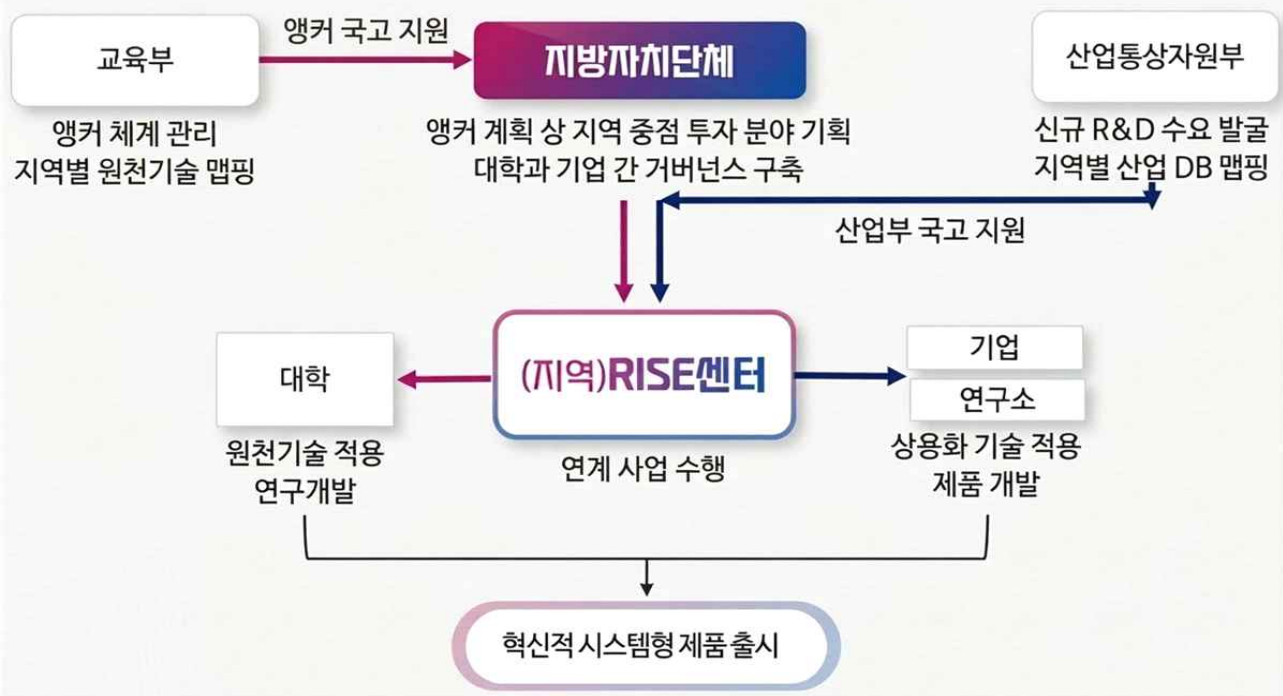 교육부
앵커 국고 지원
지방자치단체
산업통상자원부
앵커 체계 관리
지역별 원천기술 맵핑
앵커 계획 상 지역 중점 투자 분야 기획
대학과 기업 간 거버넌스 구축
신규 R&D 수요 발굴
지역별 산업 DB 맵핑
산업부 국고 지원
대학
(지역)RISE센터
기업
연구소
원천기술 적용
연구개발
연계 사업 수행
상용화 기술 적용
제품 개발
혁신적 시스템형 제품 출시